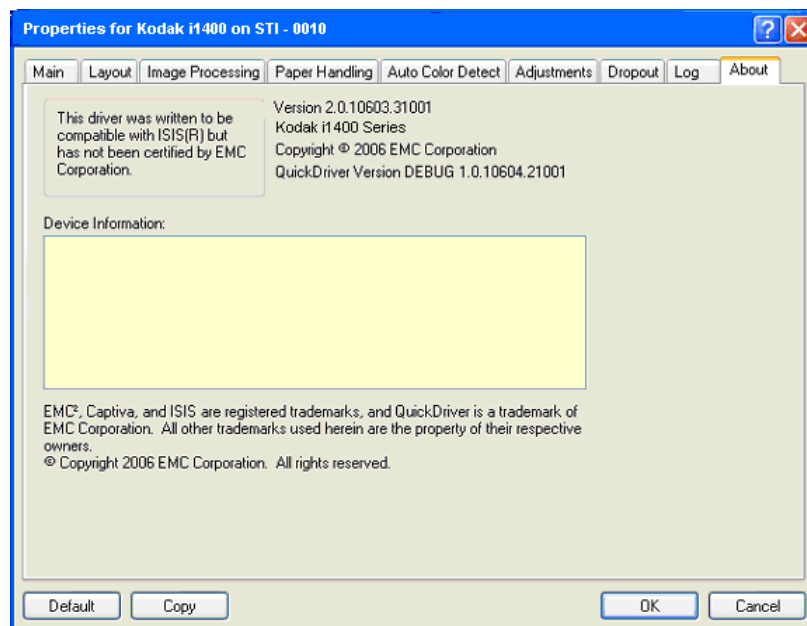 Properties for Kodak i1400 on STI - 0010
Main Layout Image Processing Paper Handling Auto Color Detect Adjustments Dropout Log About
This driver was written to be
compatible with ISIS(R) but
has not been certified by EMC
Corporation.
Version 2.0.10603.31001
Kodak i1400 Series
Copyright © 2006 EMC Corporation
QuickDriver Version DEBUG 1.0.10604.21001
Device Information:
EMC², Captiva, and ISIS are registered trademarks, and QuickDriver is a trademark of
EMC Corporation. All other trademarks used herein are the property of their respective
owners.
© Copyright 2006 EMC Corporation. All rights reserved.
Default Copy OK Cancel